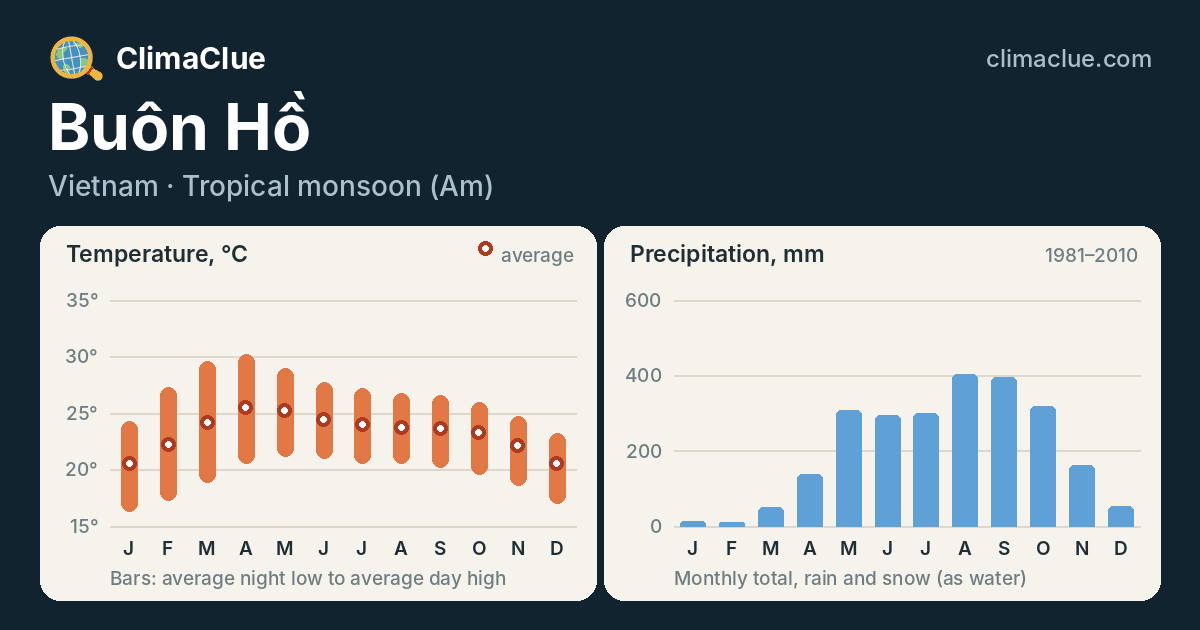 ClimaClue
climaclue.com
Buôn Hồ
Vietnam · Tropical monsoon (Am)
Temperature, °C
average
35°
30°
25°
20°
15°
J F M A M J J A S O N D
Bars: average night low to average day high
Precipitation, mm
1981–2010
600
400
200
0
J F M A M J J A S O N D
Monthly total, rain and snow (as water)